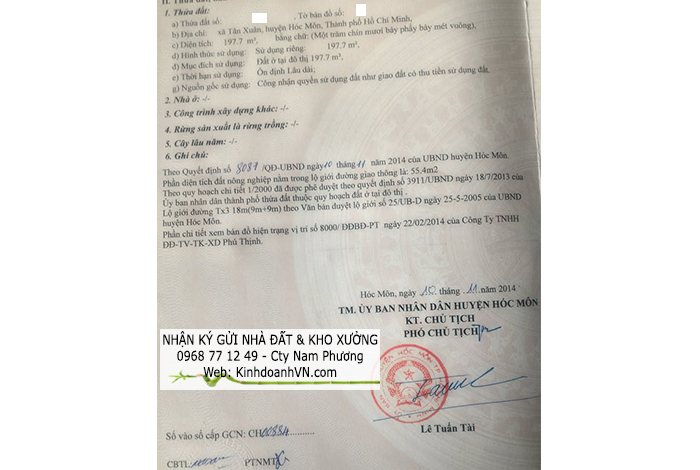 1. Thửa đất:
a) Thửa đất số: , Tờ bản đồ số:
b) Địa chỉ: xã Tân Xuân, huyện Hóc Môn, Thành phố Hồ Chí Minh,
c) Diện tích: 197.7 m², bằng chữ: (Một trăm chín mươi bảy phẩy bảy mét vuông),
d) Hình thức sử dụng: Sử dụng riêng: 197.7 m²,
đ) Mục đích sử dụng: Đất ở tại đô thị 197.7 m²,
e) Thời hạn sử dụng: Ổn định Lâu dài;
g) Nguồn gốc sử dụng: Công nhận quyền sử dụng đất như giao đất có thu tiền sử dụng đất.
2. Nhà ở: -/-
3. Công trình xây dựng khác: -/-
4. Rừng sản xuất là rừng trồng: -/-
5. Cây lâu năm: -/-
6. Ghi chú:
Theo Quyết định số 8087/QĐ-UBND ngày 10 tháng 11 năm 2014 của UBND huyện Hóc Môn.
Phần diện tích đất nông nghiệp nằm trong lộ giới đường giao thông là: 55.4m2
Theo quy hoạch chi tiết 1/2000 đã được phê duyệt theo quyết định số 3911/UBND ngày 18/7/2013 của
Ủy ban nhân dân thành phố thửa đất thuộc quy hoạch đất ở tại đô thị.
Lộ giới đường Tx3 18m(9m+9m) theo Văn bản duyệt lộ giới số 25/UB-D ngày 25-5-2005 của UBND
huyện Hóc Môn.
Phần chi tiết xem bản đồ hiện trạng vị trí số 8000/ ĐĐBĐ-PT ngày 22/02/2014 của Công Ty TNHH
ĐĐ-TV-TK-XD Phú Thịnh.
Hóc Môn, ngày 10 tháng 11 năm 2014
TM. ỦY BAN NHÂN DÂN HUYỆN HÓC MÔN
KT. CHỦ TỊCH
PHÓ CHỦ TỊCH
NHẬN KÝ GỬI NHÀ ĐẤT & KHO XƯỞNG
0968 77 12 49 - Cty Nam Phương
Web: KinhdoanhVN.com
Lê Tuấn Tài
Số vào sổ cấp GCN: CH00884
CBTL
PTNMT